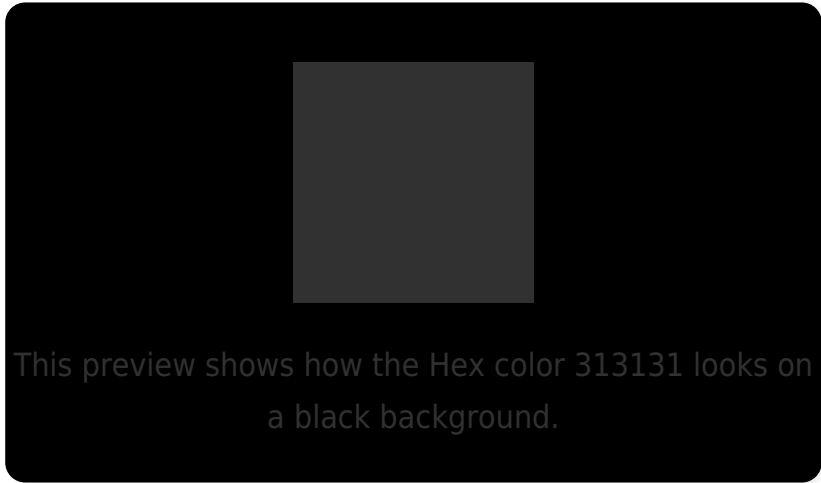 This preview shows how the Hex color 313131 looks on
a black background.